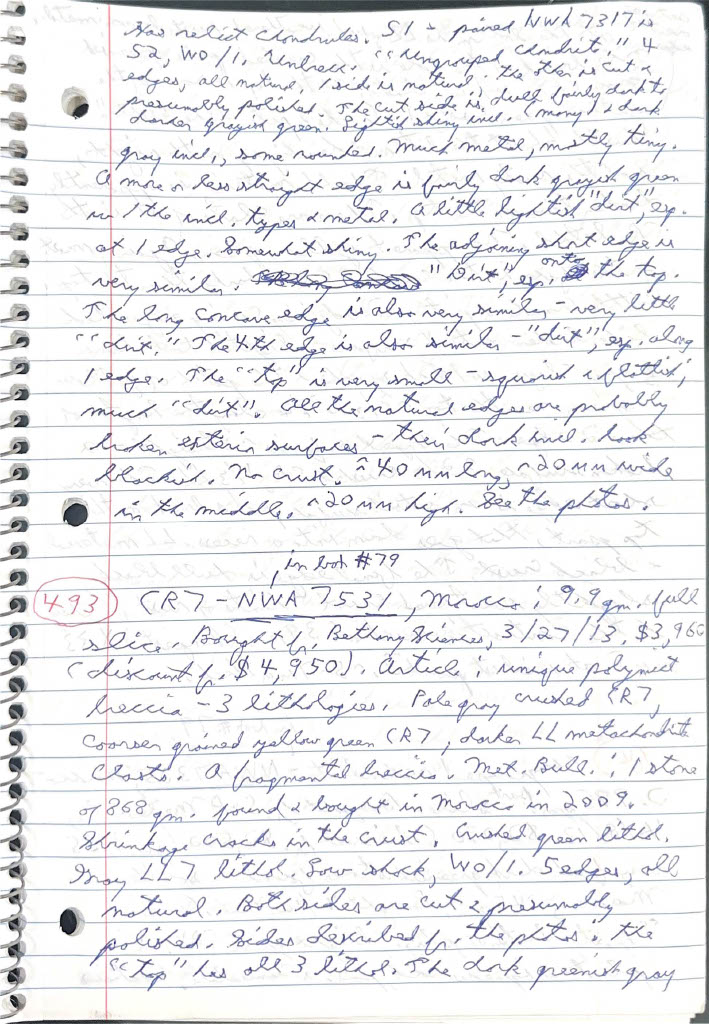 Has relict chondrules. S1 - paired NWA 7317 is
S2, W0/1. Unbrecc. "Ungrouped chondrite." 4
edges, all natural. 1 side is natural. the other is cut &
presumably polished. The cut side is dull fairly dark to
darker grayish green. Lightish shiny incl. (many) & dark
gray incl., some rounded. Much metal, mostly tiny.
A more or less straight edge is fairly dark grayish green
w/ the incl. types & metal. A little lightish "dirt", esp.
at 1 edge. Somewhat shiny. The adjoining short edge is
very similar. "Dirt", esp. onto the top.
The long concave edge is also very similar - very little
"dirt." The 4th edge is also similar - "dirt", esp. along
1 edge. The "top" is very small - squarish & flattish,
much "dirt". All the natural edges are probably
broken exterior surfaces - their dark incl. look
blackish. No crust. ~40 mm long, ~20 mm wide
in the middle, ~20 mm high. See the photos.
, in box #79
493 CR7 - NWA 7531, Morocco; 9.9 gm. full
slice. Bought fr. Bethany Sciences, 3/27/13, $3,960
(discount fr. $4,950). Article: unique polymict
breccia - 3 lithologies. Pale gray crushed CR7,
coarser grained yellow green CR7, darker LL metachondrite
clasts. A fragmental breccia. Met. Bull.: 1 stone
of 868 gm. found & bought in Morocco in 2009.
Shrinkage cracks in the crust. Crushed green lithol.
Gray LL7 lithol. Low shock, W0/1. 5 edges, all
natural. Both sides are cut & presumably
polished. Sides described fr. the photos. the
"top" has all 3 lithol. The dark greenish gray